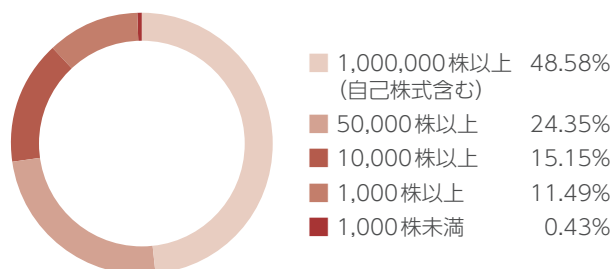 1,000,000株以上 48.58%
(自己株式含む)
50,000株以上 24.35%
10,000株以上 15.15%
1,000株以上 11.49%
1,000株未満 0.43%